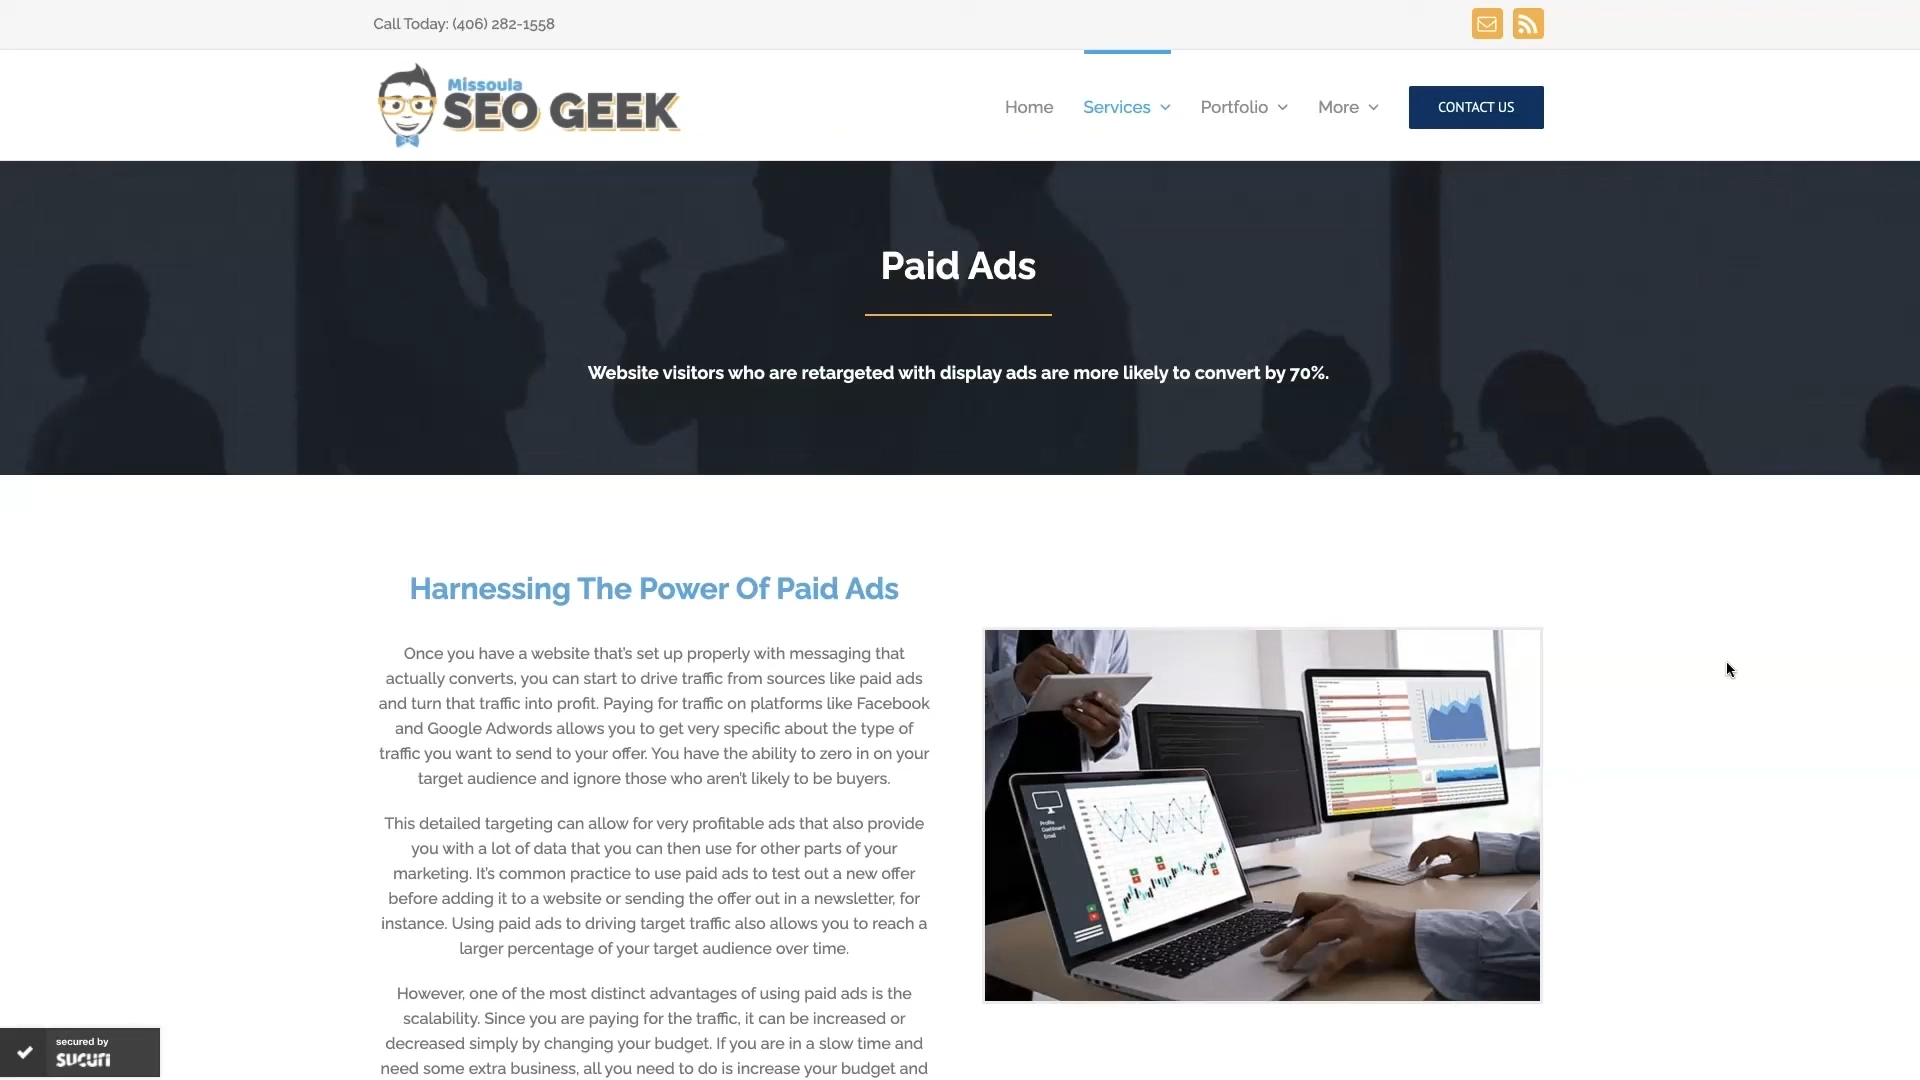 Call Today: (406) 282-1558
Missoula
SEO GEEK
Home
Services
Portfolio
More
CONTACT US
Paid Ads
Website visitors who are retargeted with display ads are more likely to convert by 70%.
Harnessing The Power Of Paid Ads
Once you have a website that's set up properly with messaging that
actually converts, you can start to drive traffic from sources like paid ads
and turn that traffic into profit. Paying for traffic on platforms like Facebook
and Google Adwords allows you to get very specific about the type of
traffic you want to send to your offer. You have the ability to zero in on your
target audience and ignore those who aren't likely to be buyers.
This detailed targeting can allow for very profitable ads that also provide
you with a lot of data that you can then use for other parts of your
marketing. It's common practice to use paid ads to test out a new offer
before adding it to a website or sending the offer out in a newsletter, for
instance. Using paid ads to driving target traffic also allows you to reach a
larger percentage of your target audience over time.
However, one of the most distinct advantages of using paid ads is the
scalability. Since you are paying for the traffic, it can be increased or
decreased simply by changing your budget. If you are in a slow time and
need some extra business, all you need to do is increase your budget and
Profile
Dashboard
Email
secured by
sucuri